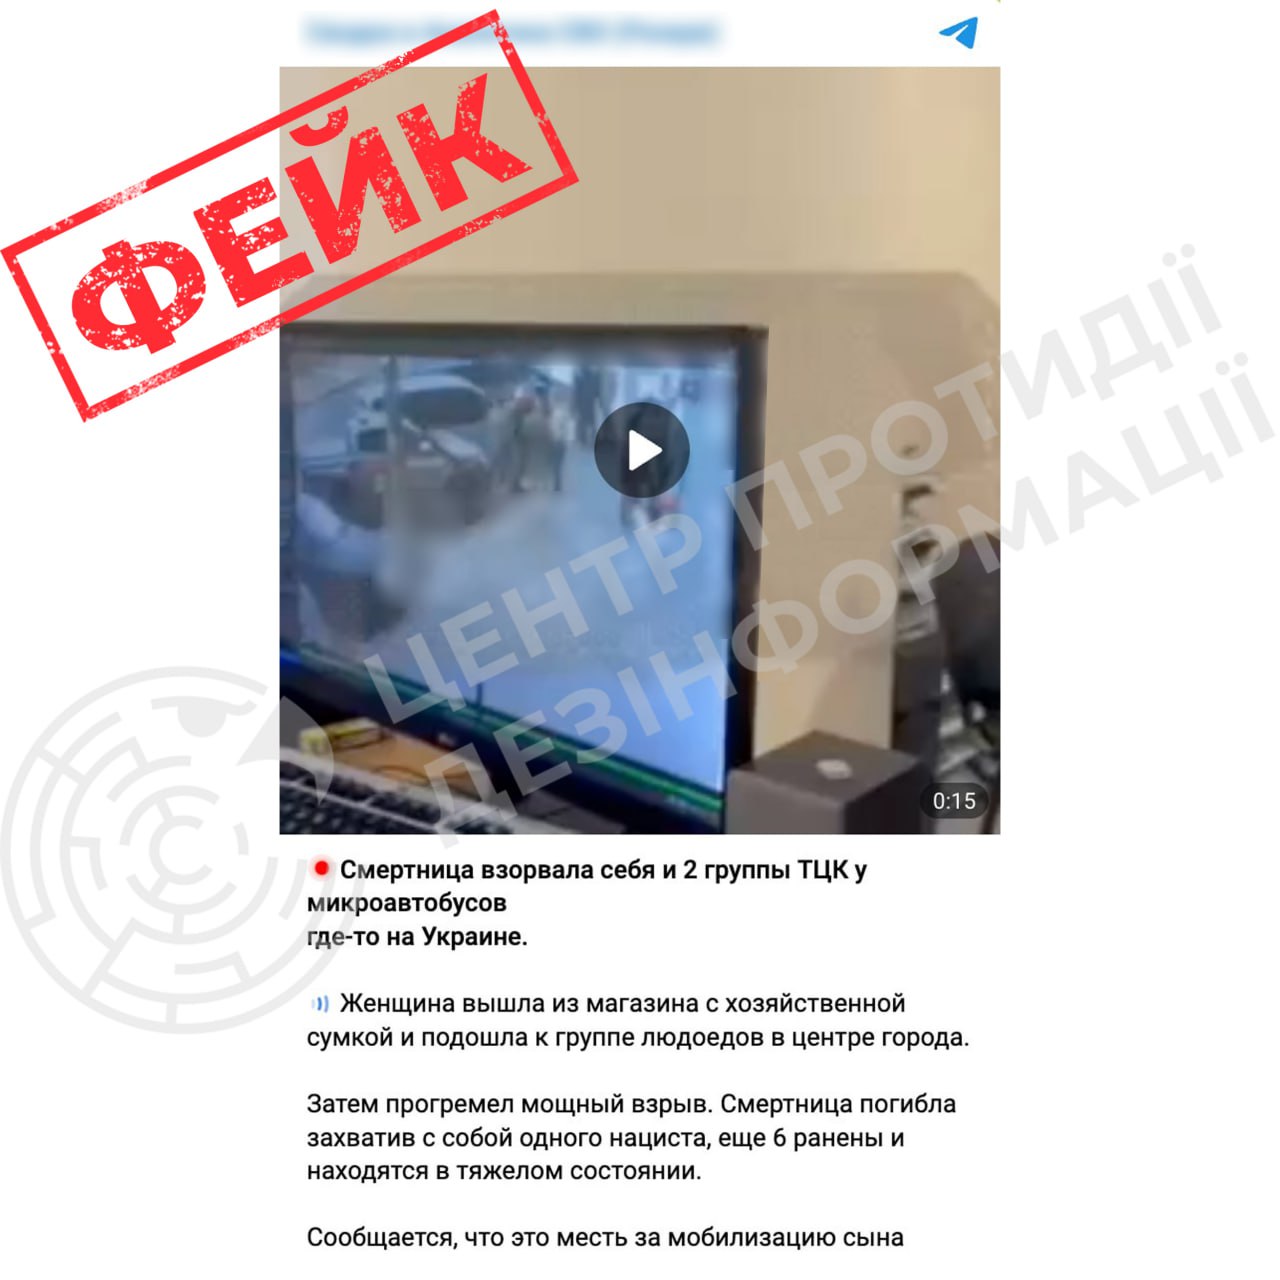 ФЕЙК
0:15
ЦЕНТР ПРОТИДІЇ
ДЕЗІНФОРМАЦІЇ
Смертница взорвала себя и 2 группы ТЦК у
микроавтобусов
где-то на Украине.
Женщина вышла из магазина с хозяйственной
сумкой и подошла к группе людоедов в центре города.
Затем прогремел мощный взрыв. Смертница погибла
захватив с собой одного нациста, еще 6 ранены и
находятся в тяжелом состоянии.
Сообщается, что это месть за мобилизацию сына